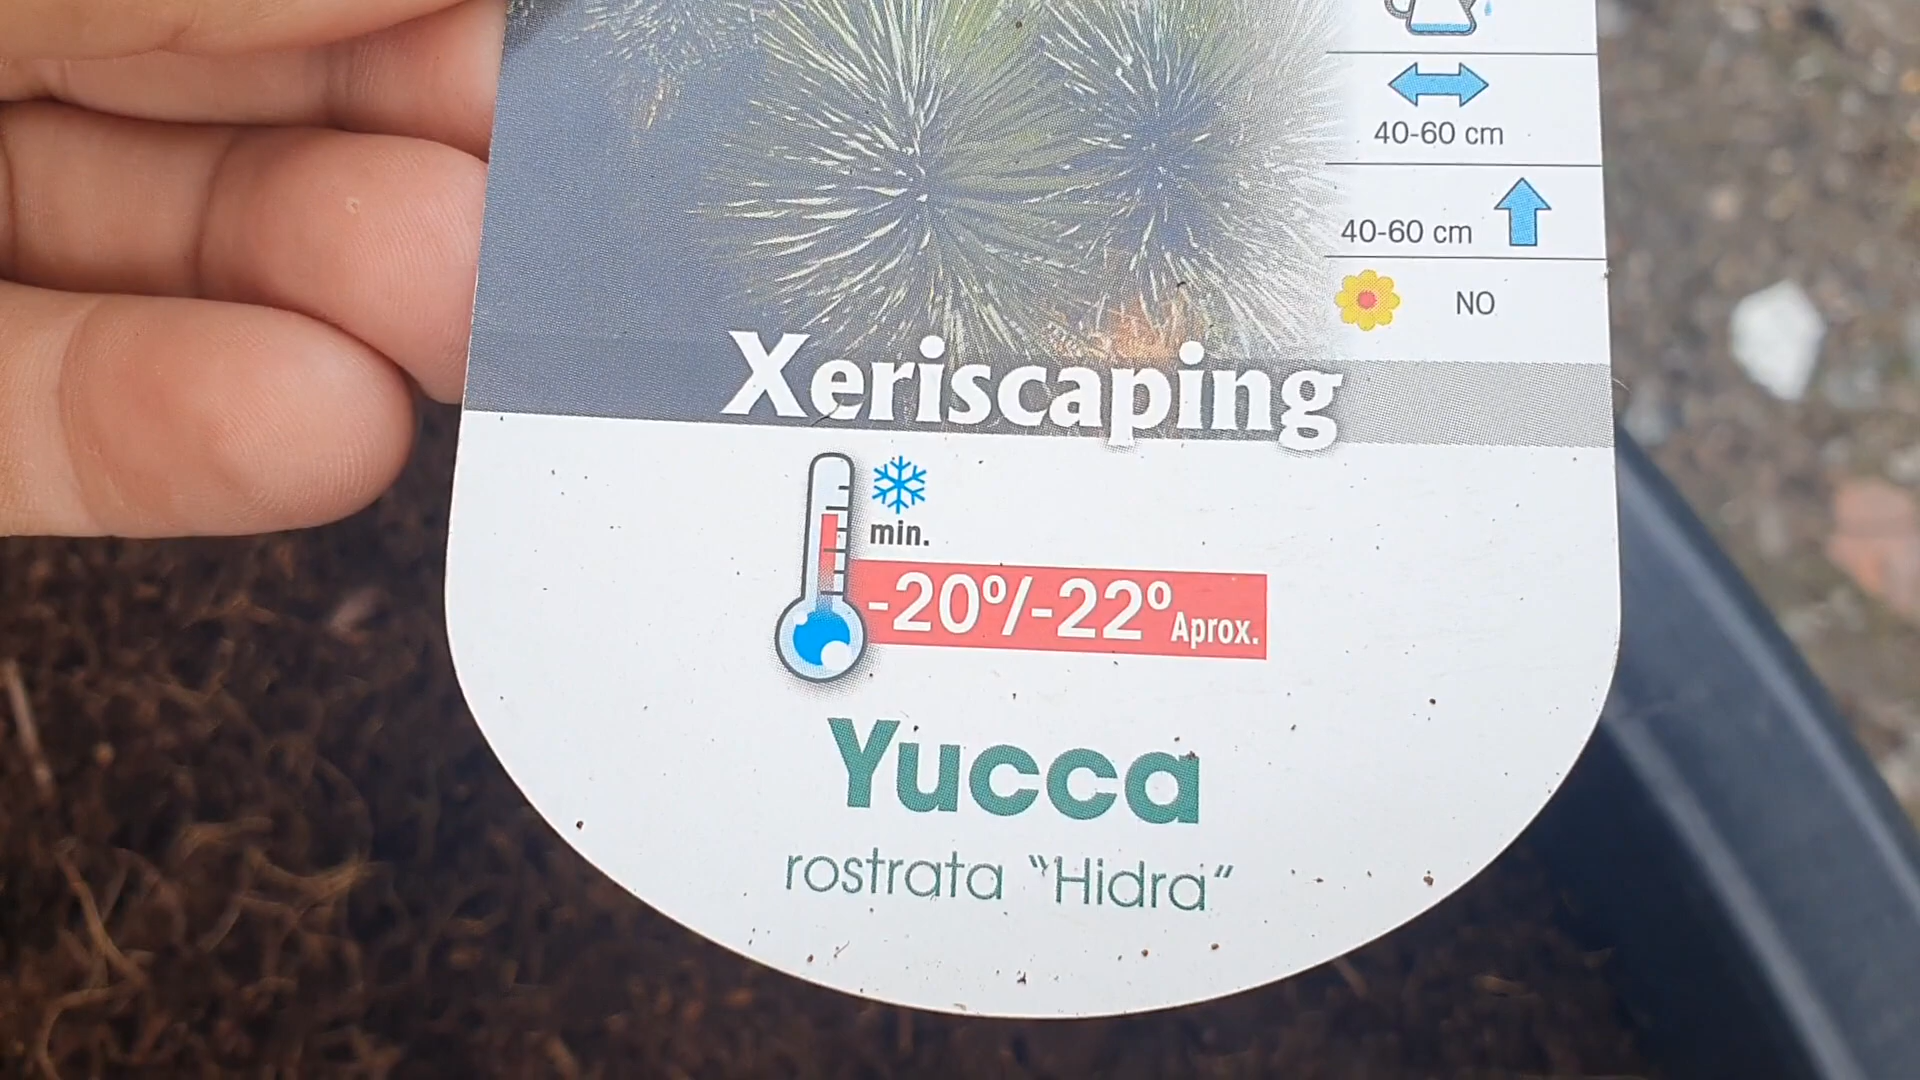 40-60 cm
40-60 cm
NO
Xeriscaping
min.
-20º/-22º Aprox.
Yucca
rostrata “Hidra”